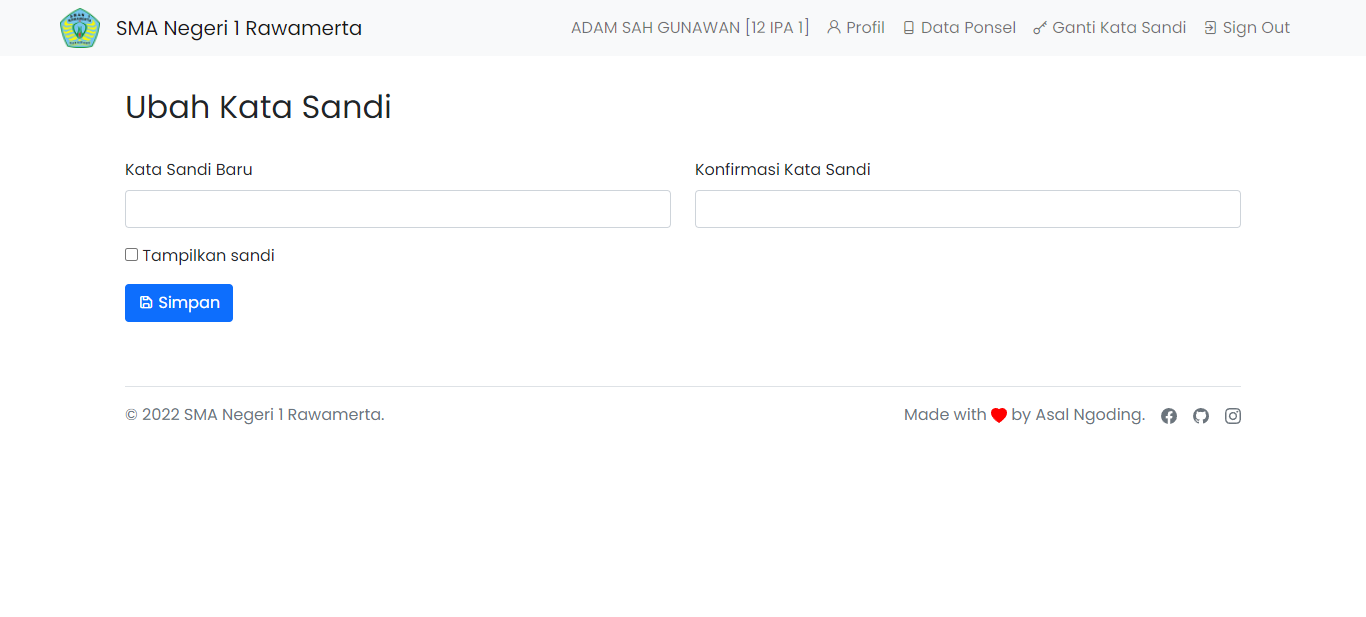 SMA Negeri 1 Rawamerta
ADAM SAH GUNAWAN [12 IPA 1] Profil Data Ponsel Ganti Kata Sandi Sign Out
Ubah Kata Sandi
Kata Sandi Baru
Konfirmasi Kata Sandi
Tampilkan sandi
Simpan
© 2022 SMA Negeri 1 Rawamerta.
Made with ❤ by Asal Ngoding.